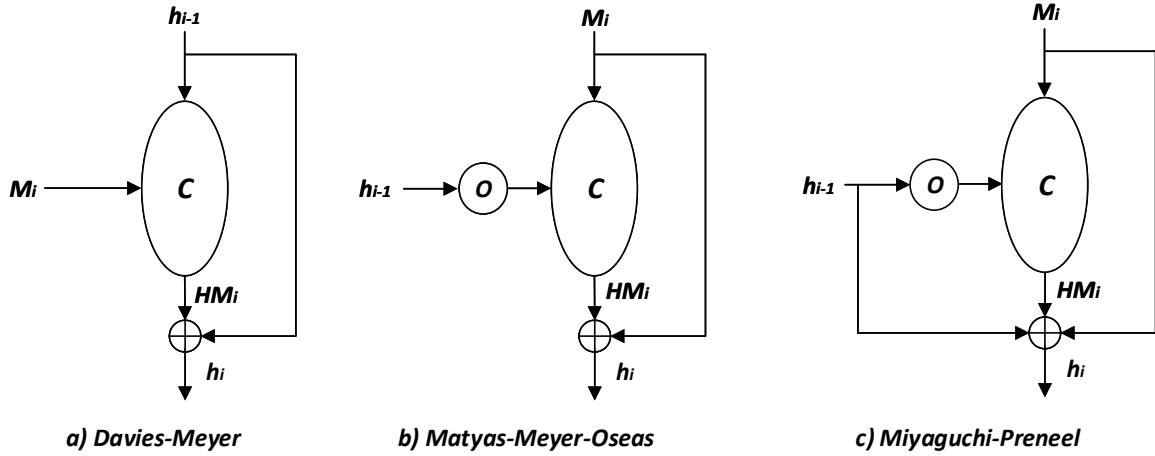 hi-1
Mi
C
HMi
hi
a) Davies-Meyer
Mi
hi-1
O
C
HMi
hi
b) Matyas-Meyer-Oseas
Mi
hi-1
O
C
HMi
hi
c) Miyaguchi-Preneel